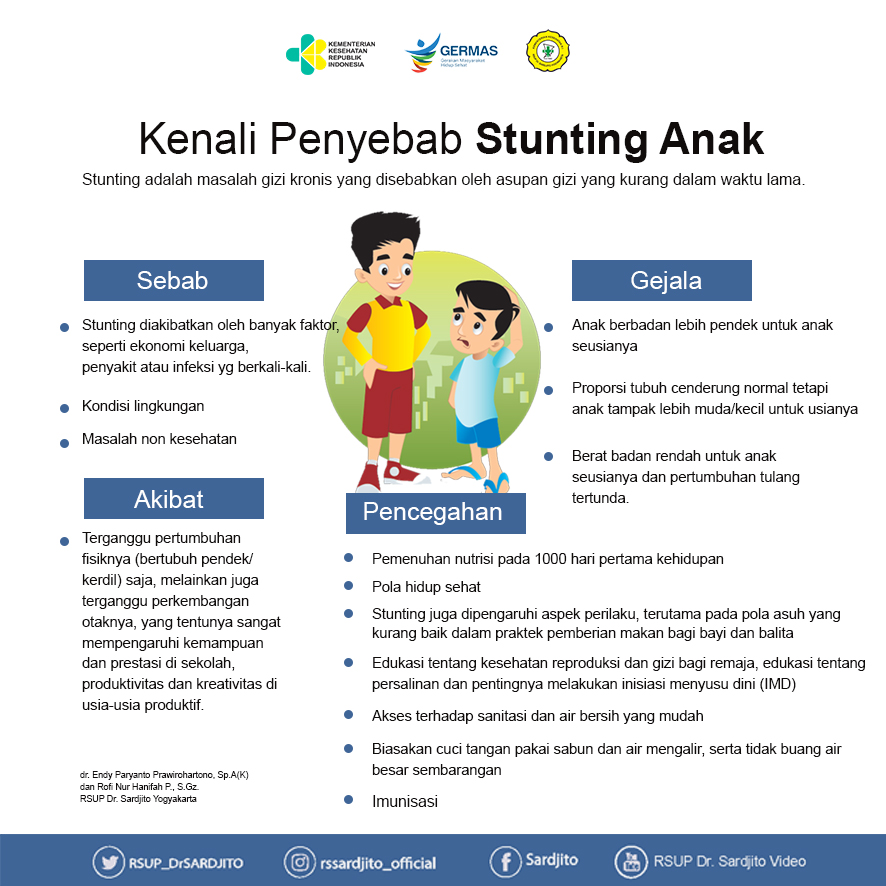 KEMENTERIAN
KESEHATAN
REPUBLIK
INDONESIA
GERMAS
Gerakan Masyarakat
Hidup Sehat
Kenali Penyebab Stunting Anak
Stunting adalah masalah gizi kronis yang disebabkan oleh asupan gizi yang kurang dalam waktu lama.
Sebab
Stunting diakibatkan oleh banyak faktor,
seperti ekonomi keluarga,
penyakit atau infeksi yg berkali-kali.
Kondisi lingkungan
Masalah non kesehatan
Akibat
Terganggu pertumbuhan
fisiknya (bertubuh pendek/
kerdil) saja, melainkan juga
terganggu perkembangan
otaknya, yang tentunya sangat
mempengaruhi kemampuan
dan prestasi di sekolah,
produktivitas dan kreativitas di
usia-usia produktif.
Gejala
Anak berbadan lebih pendek untuk anak
seusianya
Proporsi tubuh cenderung normal tetapi
anak tampak lebih muda/kecil untuk usianya
Berat badan rendah untuk anak
seusianya dan pertumbuhan tulang
tertunda.
Pencegahan
Pemenuhan nutrisi pada 1000 hari pertama kehidupan
Pola hidup sehat
Stunting juga dipengaruhi aspek perilaku, terutama pada pola asuh yang
kurang baik dalam praktek pemberian makan bagi bayi dan balita
Edukasi tentang kesehatan reproduksi dan gizi bagi remaja, edukasi tentang
persalinan dan pentingnya melakukan inisiasi menyusu dini (IMD)
Akses terhadap sanitasi dan air bersih yang mudah
Biasakan cuci tangan pakai sabun dan air mengalir, serta tidak buang air
besar sembarangan
Imunisasi
dr. Endy Paryanto Prawirohartono, Sp.A(K)
dan Rofi Nur Hanifah P., S.Gz.
RSUP Dr. Sardjito Yogyakarta
RSUP_DrSARDJITO
rssardjito_official
Sardjito
RSUP Dr. Sardjito Video